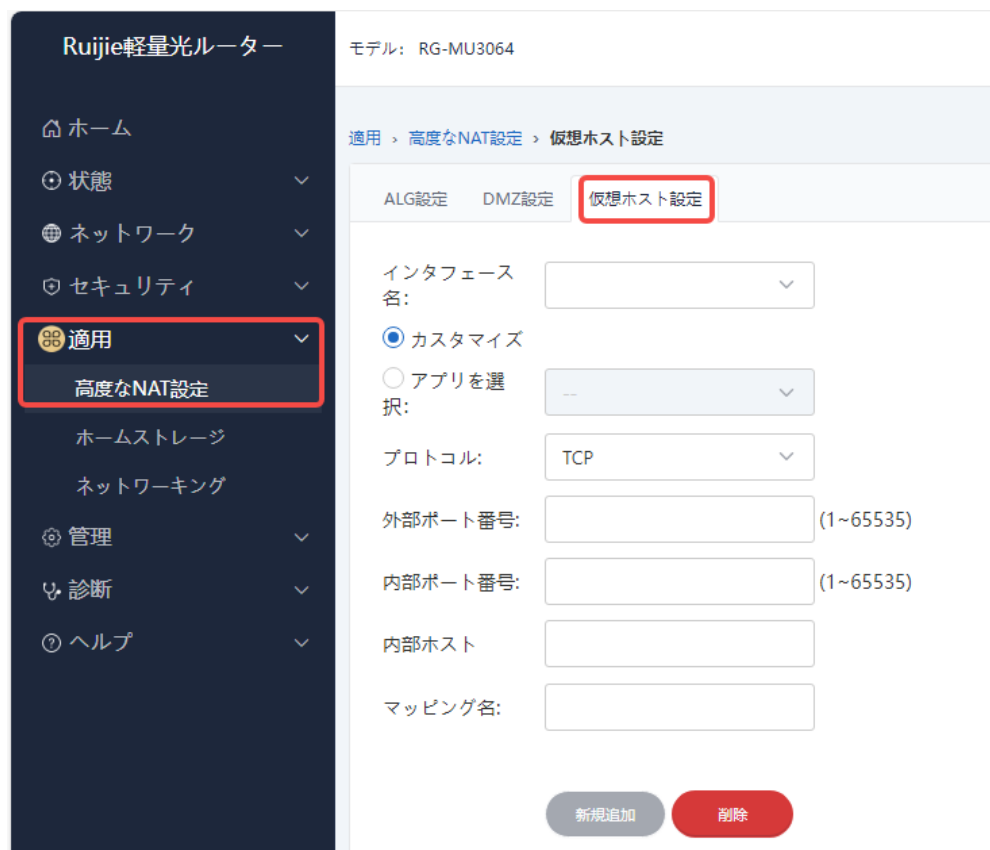 Ruijie軽量光ルーター
モデル: RG-MU3064
ホーム
状態
ネットワーク
セキュリティ
適用
高度なNAT設定
ホームストレージ
ネットワーキング
管理
診断
ヘルプ
適用 › 高度なNAT設定 › 仮想ホスト設定
ALG設定 DMZ設定 仮想ホスト設定
インタフェース
名:
カスタマイズ
アプリを選
択:
--
プロトコル: TCP
外部ポート番号: (1~65535)
内部ポート番号: (1~65535)
内部ホスト
マッピング名:
新規追加 削除